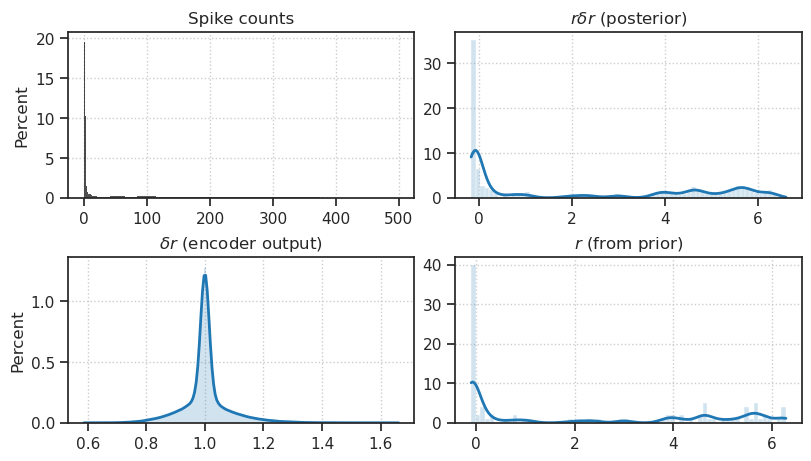 Spike counts
Percent
20
15
10
5
0
0 100 200 300 400 500
rδr (posterior)
30
20
10
0
0 2 4 6
δr (encoder output)
Percent
1.0
0.5
0.0
0.6 0.8 1.0 1.2 1.4 1.6
r (from prior)
40
30
20
10
0
0 2 4 6